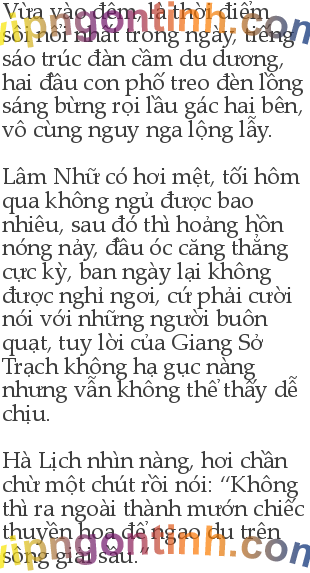 Vừa vào đêm, là thời điểm
sôi nổi nhất trong ngày, tiếng
sáo trúc đàn cầm du dương,
hai đầu con phố treo đèn lồng
sáng bừng rọi lầu gác hai bên,
vô cùng nguy nga lộng lẫy.
Lâm Nhữ có hơi mệt, tối hôm
qua không ngủ được bao
nhiêu, sau đó thì hoảng hồn
nóng nảy, đầu óc căng thẳng
cực kỳ, ban ngày lại không
được nghỉ ngơi, cứ phải cười
nói với những người buôn
quạt, tuy lời của Giang Sở
Trạch không hạ gục nàng
nhưng vẫn không thể thấy dễ
chịu.
Hà Lịch nhìn nàng, hơi chần
chừ một chút rồi nói: “Không
thì ra ngoài thành mướn chiếc
thuyền hoa để ngao du trên
sông giải sầu.”
vipngontinh.com
vipngontinh.com